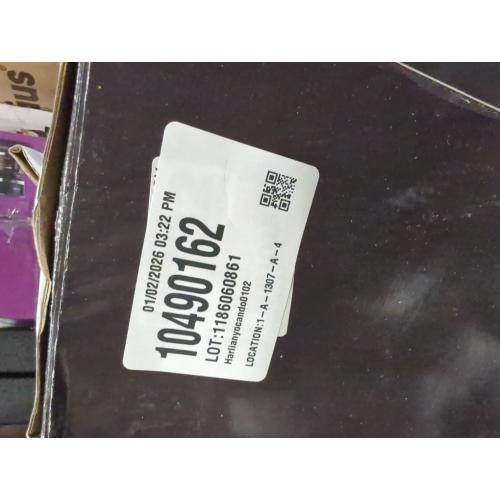 01/02/2026 03:22 PM
10490162
LOT:1186060861
Harlianyocando0102
LOCATION:1-A-1307-A-4